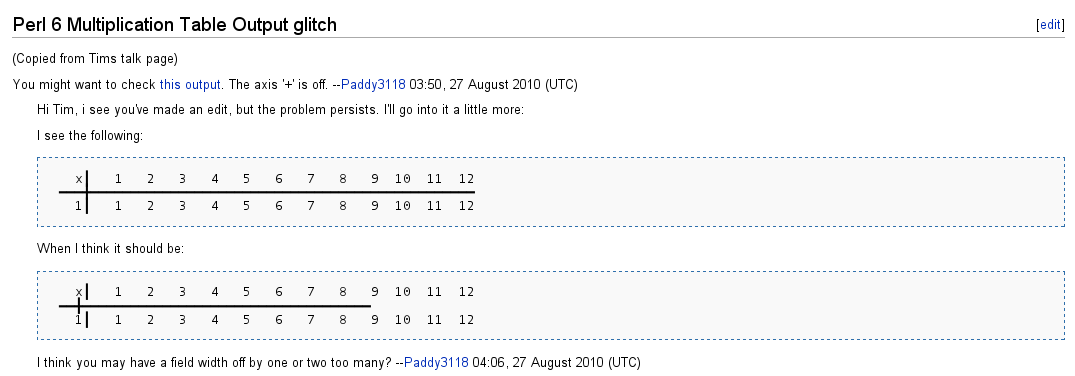 Perl 6 Multiplication Table Output glitch
[edit]
(Copied from Tims talk page)
You might want to check this output. The axis '+' is off. --Paddy3118 03:50, 27 August 2010 (UTC)
Hi Tim, i see you've made an edit, but the problem persists. I'll go into it a little more:
I see the following:
x| 1 2 3 4 5 6 7 8 9 10 11 12
1| 1 2 3 4 5 6 7 8 9 10 11 12
When I think it should be:
x| 1 2 3 4 5 6 7 8 9 10 11 12
1| 1 2 3 4 5 6 7 8 9 10 11 12
I think you may have a field width off by one or two too many? --Paddy3118 04:06, 27 August 2010 (UTC)